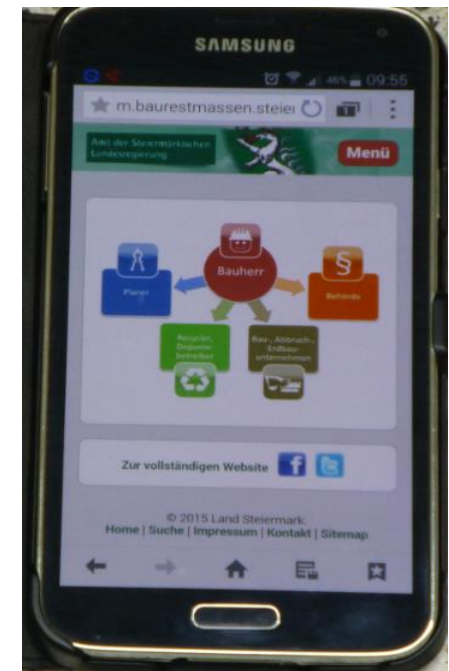 SAMSUNG
46% 09:55
m.baurestmassen.steier
Amt der Steiermärkischen
Landesregierung
Menü
Bauherr
Planer
§
Behörde
Recycler,
Deponie-
betreiber
Bau-, Abbruch-,
Erdbau-
unternehmen
Zur vollständigen Website
© 2015 Land Steiermark:
Home | Suche | Impressum | Kontakt | Sitemap